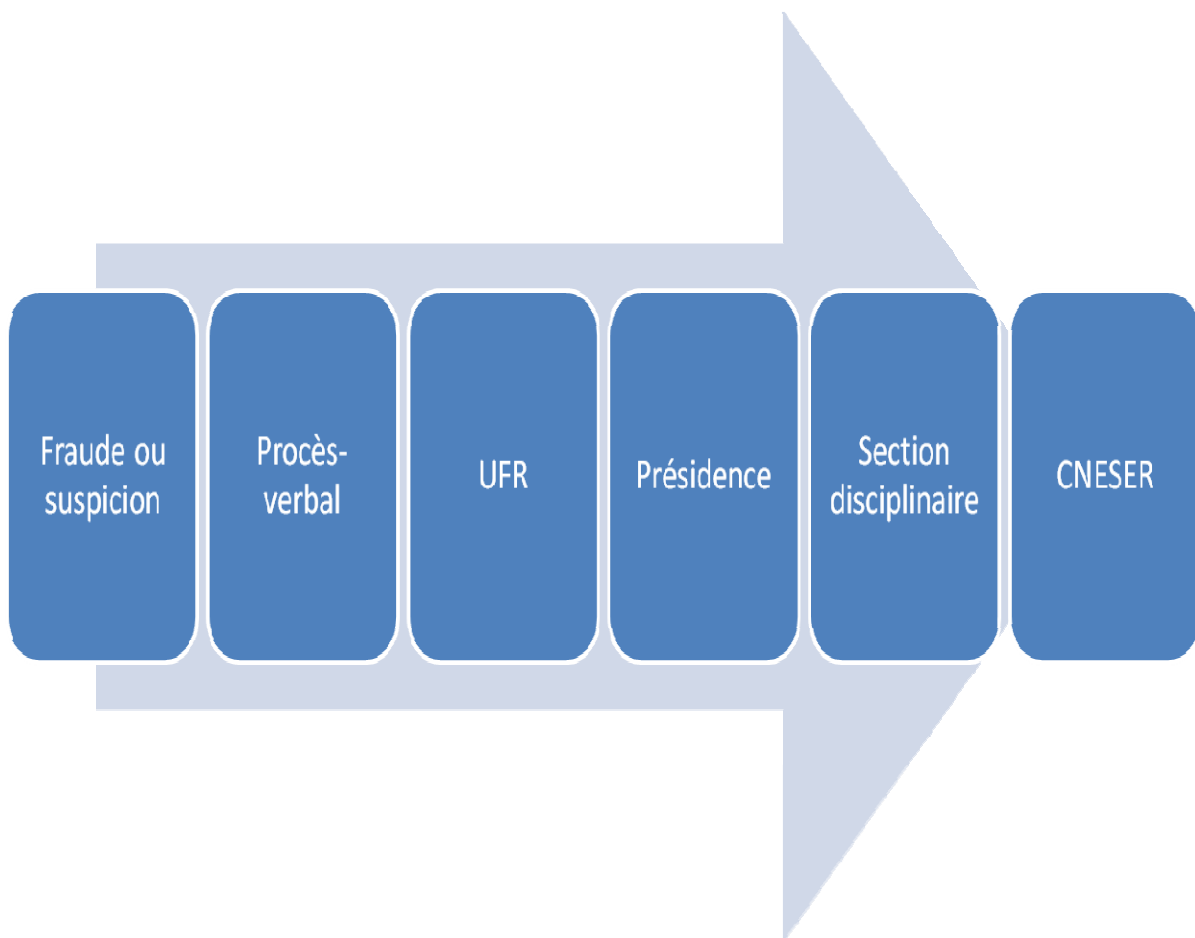 Fraude ou
suspicion
Procès-
verbal
UFR
Présidence
Section
disciplinaire
CNESER